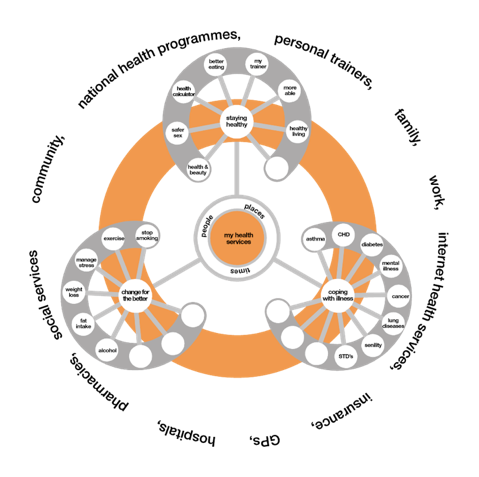 national health programmes,
personal trainers,
family,
work,
internet health services,
insurance,
GPs,
hospitals,
pharmacies,
social services
community,
better
eating
my
trainer
health
calculator
more
able
safer
sex
staying
healthy
healthy
living
health &
beauty
places
people
times
my health
services
exercise
stop
smoking
manage
stress
weight
loss
fat
intake
alcohol
change for
the better
asthma
CHD
diabetes
mental
illness
cancer
lung
diseases
senility
STD's
coping
with illness